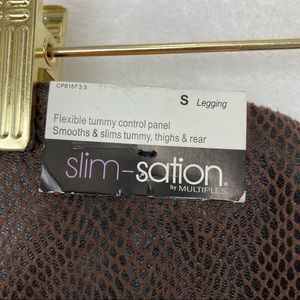 CP8157 3 3
S Legging
Flexible tummy control panel
Smooths & slims tummy, thighs & rear
slim-sation
by MULTIPLES